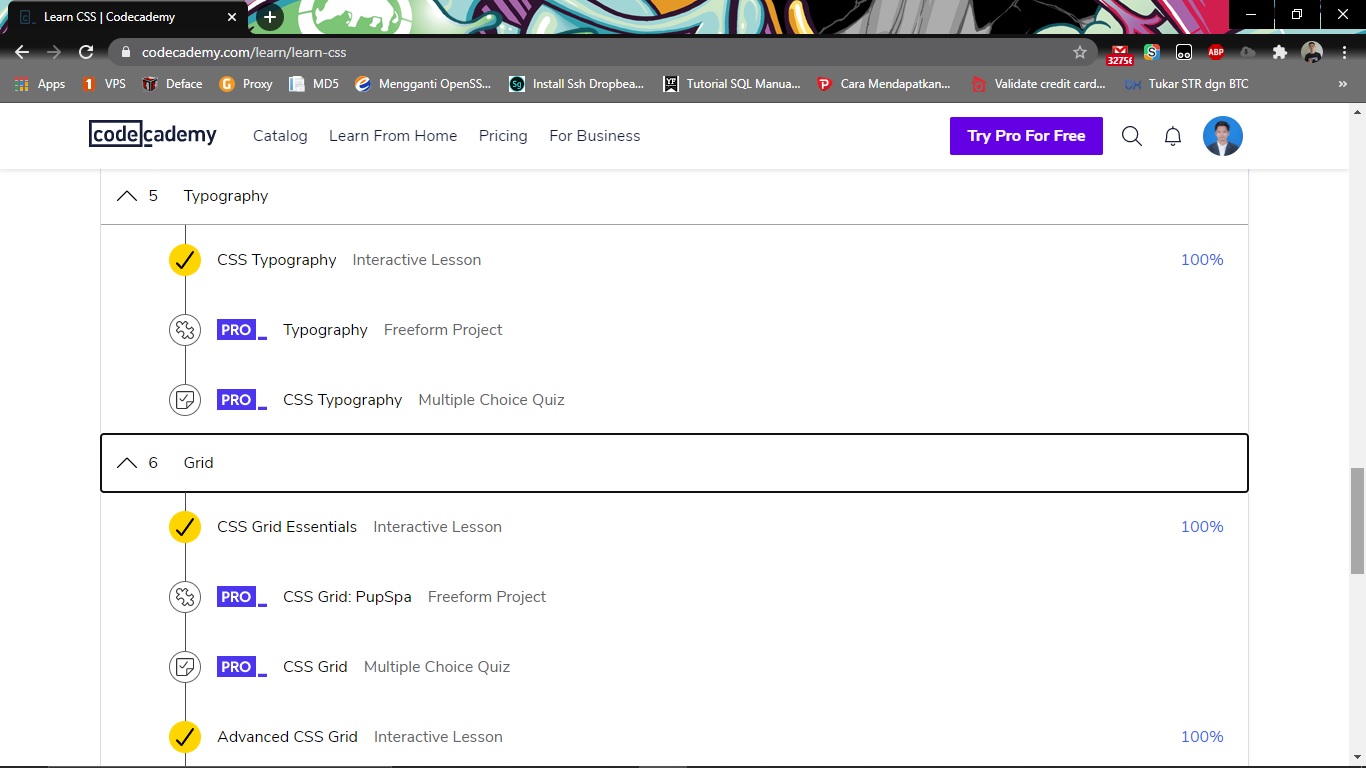 Learn CSS | Codecademy
codecademy.com/learn/learn-css
32756
ABP
Apps VPS Deface Proxy MD5 Mengganti OpenSS... Install Ssh Dropbea... Tutorial SQL Manua... Cara Mendapatkan... Validate credit card... Tukar STR dgn BTC »
codecademy Catalog Learn From Home Pricing For Business Try Pro For Free
5 Typography
CSS Typography Interactive Lesson 100%
PRO Typography Freeform Project
PRO CSS Typography Multiple Choice Quiz
6 Grid
CSS Grid Essentials Interactive Lesson 100%
PRO CSS Grid: PupSpa Freeform Project
PRO CSS Grid Multiple Choice Quiz
Advanced CSS Grid Interactive Lesson 100%